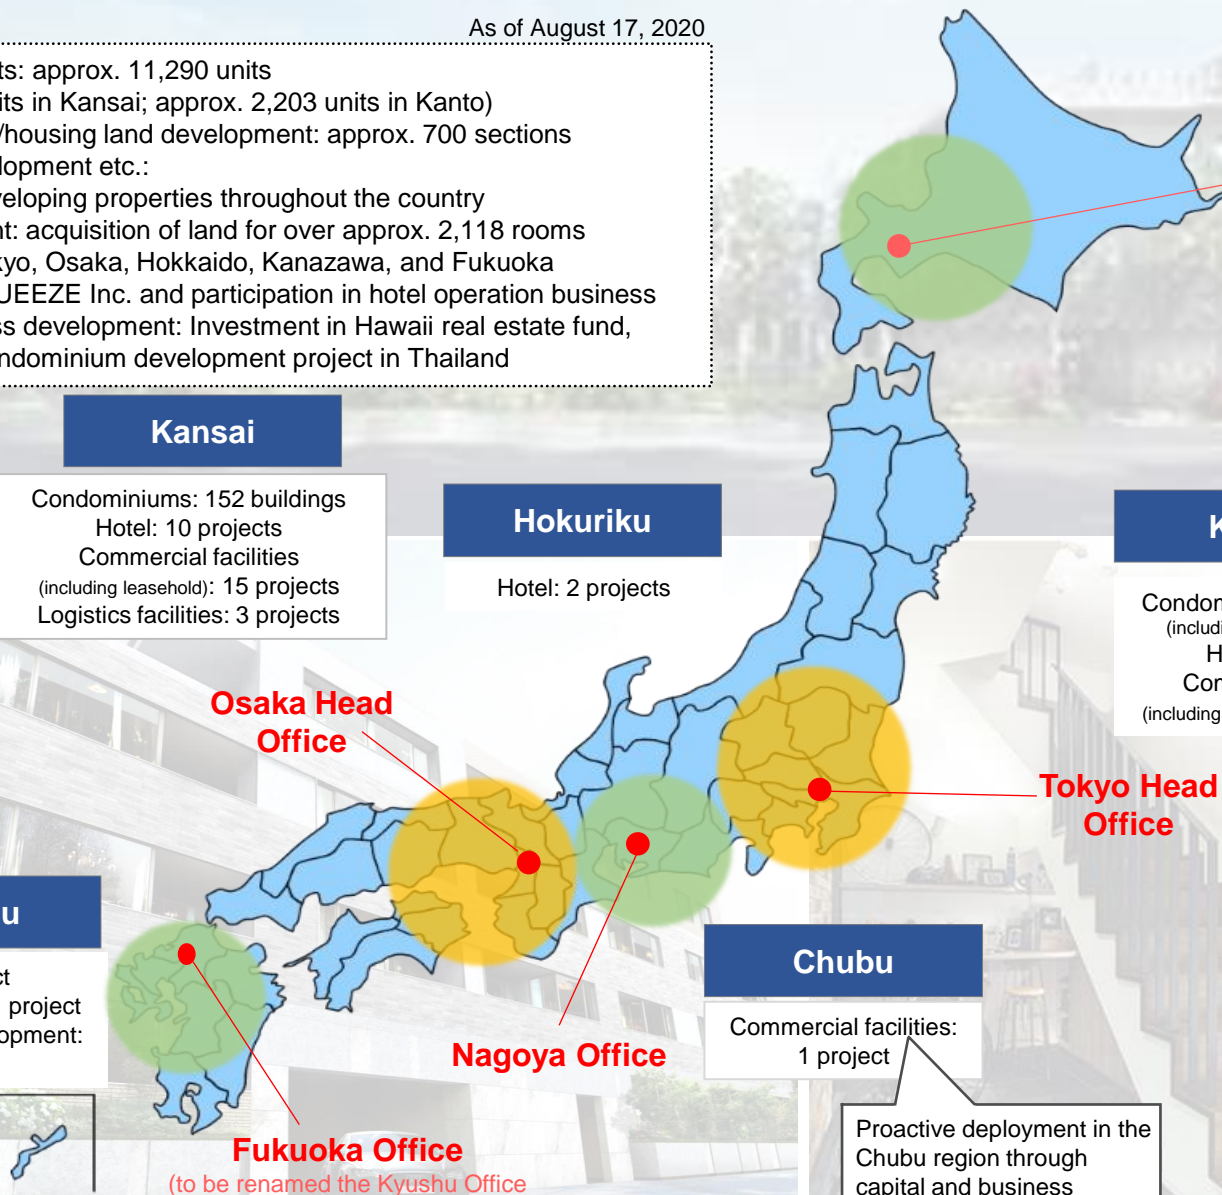 As of August 17, 2020
ts: approx. 11,290 units
its in Kansai; approx. 2,203 units in Kanto)
/housing land development: approx. 700 sections
lopment etc.:
veloping properties throughout the country
nt: acquisition of land for over approx. 2,118 rooms
kyo, Osaka, Hokkaido, Kanazawa, and Fukuoka
UEEZE Inc. and participation in hotel operation business
ss development: Investment in Hawaii real estate fund,
ndominium development project in Thailand
Kansai
Condominiums: 152 buildings
Hotel: 10 projects
Commercial facilities
(including leasehold): 15 projects
Logistics facilities: 3 projects
Hokuriku
Hotel: 2 projects
K
Condom
(includi
H
Com
(including
Osaka Head
Office
Tokyo Head
Office
u
ct
project
opment:
Chubu
Commercial facilities:
1 project
Nagoya Office
Proactive deployment in the
Chubu region through
capital and business
Fukuoka Office
(to be renamed the Kyushu Office